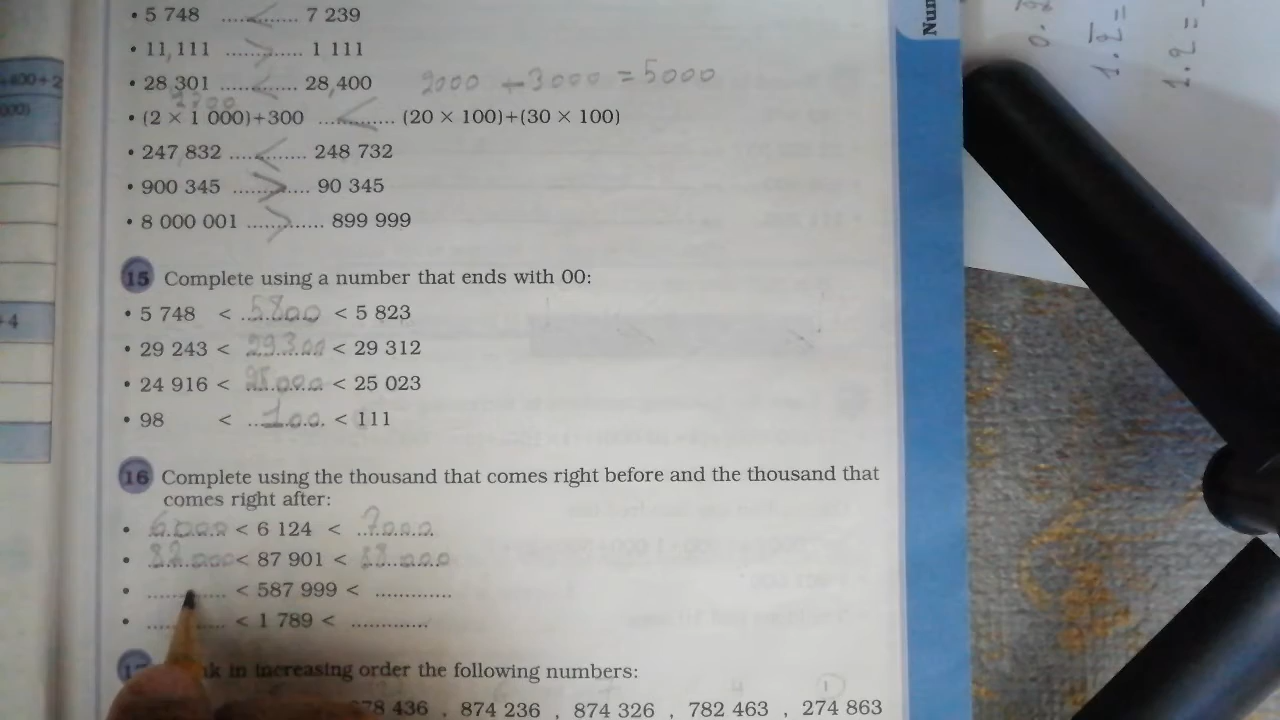 • 5 748 ....<.... 7 239
• 11,111 ....>.... 1 111
• 28,301 ....<.... 28,400
2000 + 3000 = 5000
• (2 × 1 000)+300 ....<.... (20 × 100)+(30 × 100)
• 247 832 ....<.... 248 732
• 900 345 ....>.... 90 345
• 8 000 001 ....>.... 899 999
15 Complete using a number that ends with 00:
• 5 748 < 5800 < 5 823
• 29 243 < 29300 < 29 312
• 24 916 < 25000 < 25 023
• 98 < 100 < 111
16 Complete using the thousand that comes right before and the thousand that
comes right after:
• 6000 < 6 124 < 7000
• < 87 901 <
• ............ < 587 999 < ............
• ............ < 1 789 < ............
in increasing order the following numbers:
78 436 , 874 236 , 874 326 , 782 463 , 274 863